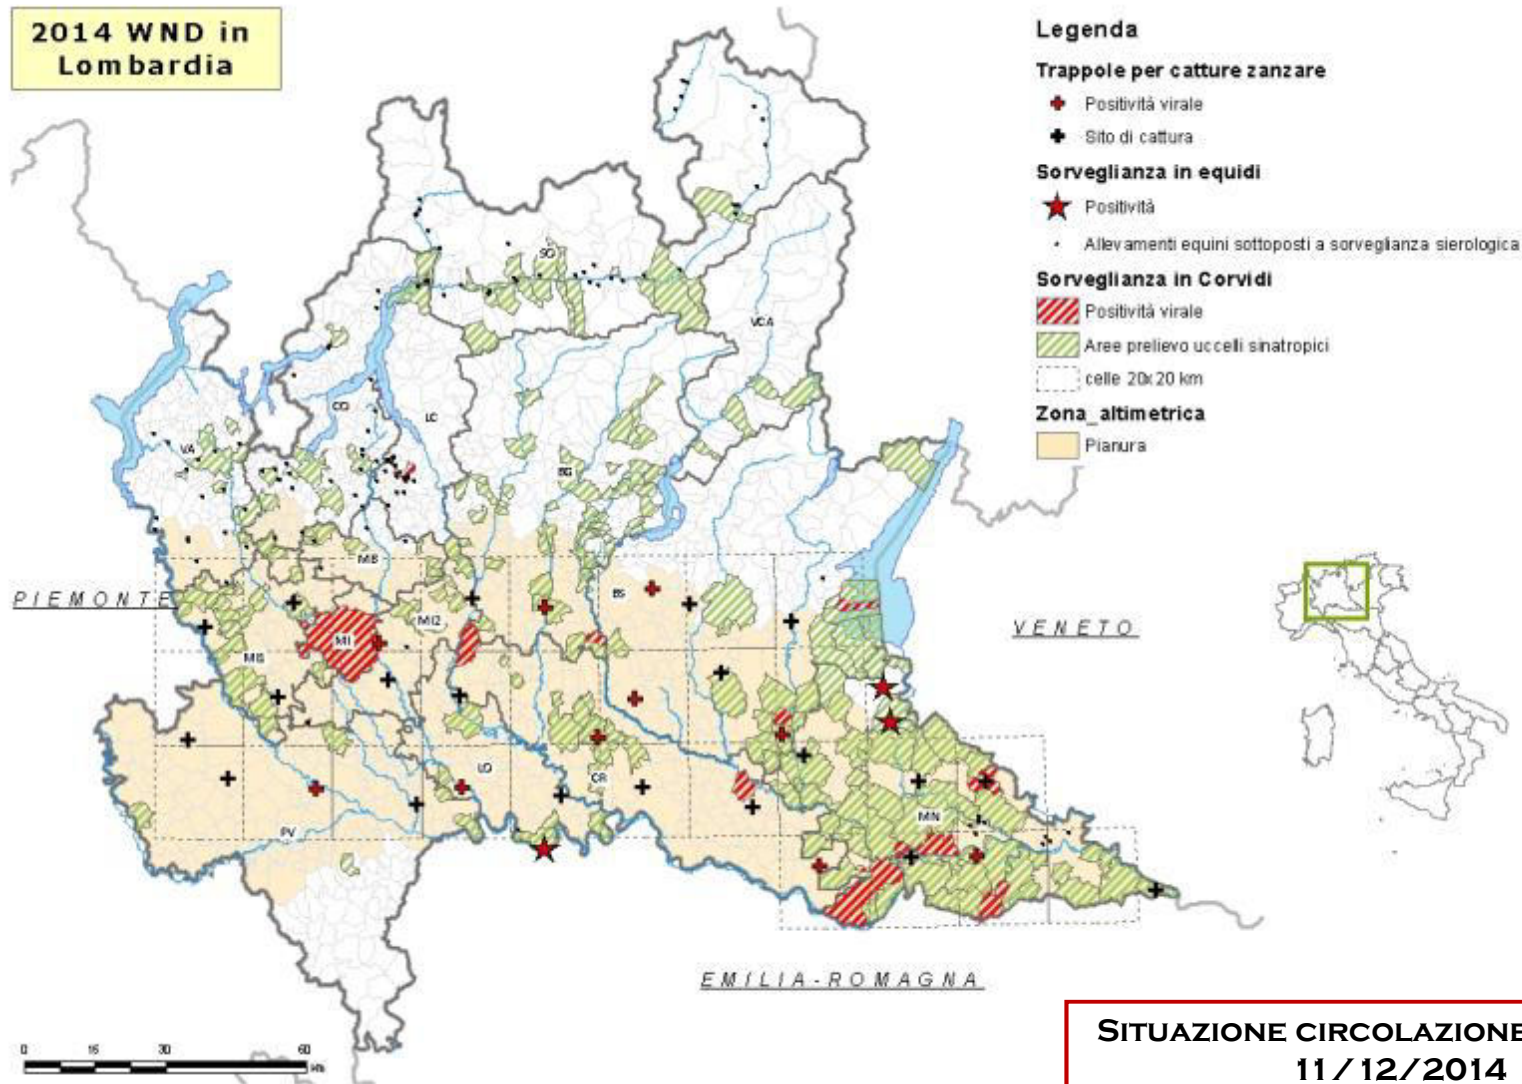 2014 WND in
Lombardia
Legenda
Trappole per catture zanzare
Positività virale
Sito di cattura
Sorveglianza in equidi
Positività
Allevamenti equini sottoposti a sorveglianza sierologica
Sorveglianza in Corvidi
Positività virale
Aree prelievo uccelli sinatropici
celle 20x20 km
Zona_altimetrica
Pianura
SO
VCA
CO
LC
VA
BG
MB
BS
PIEMONTE
MI2
MI
VENETO
MG
LO
CR
MN
PV
EMILIA-ROMAGNA
0 15 30 60
Km
SITUAZIONE CIRCOLAZIONE
11/12/2014